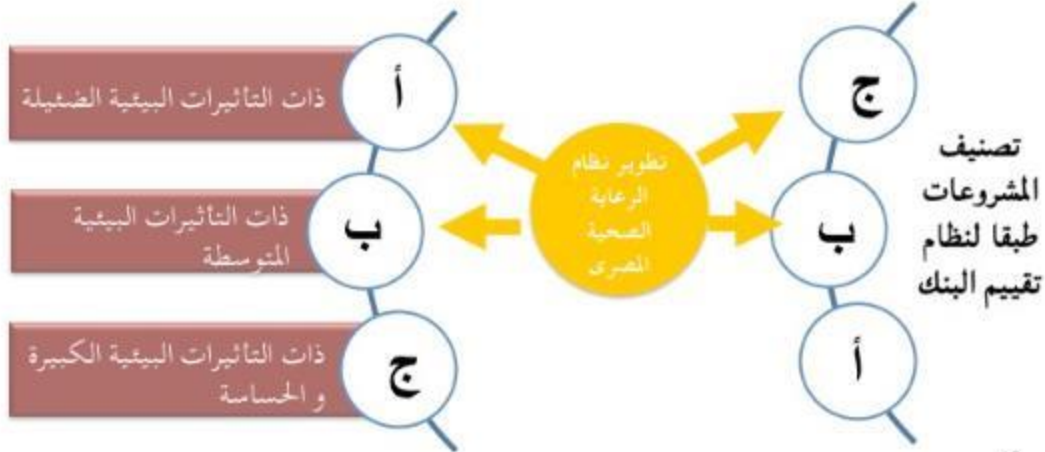 ج
ب
أ
تصنيف
المشروعات
طبقا لنظام
تقييم البنك
تطوير نظام
الرعاية
الصحية
المصرى
أ
ذات التأثيرات البيئية الضئيلة
ب
ذات التأثيرات البيئية
المتوسطة
ج
ذات التأثيرات البيئية الكبيرة
و الحساسة